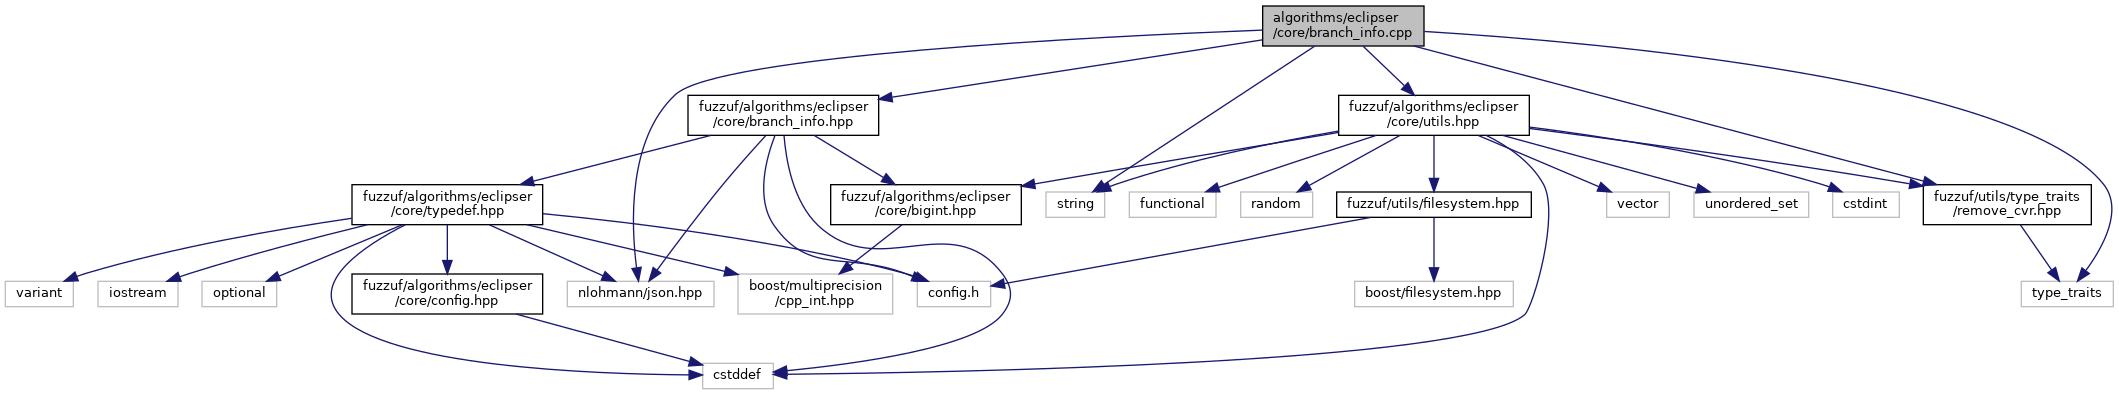 algorithms/eclipser
/core/branch_info.cpp
fuzzuf/algorithms/eclipser
/core/branch_info.hpp
fuzzuf/algorithms/eclipser
/core/utils.hpp
fuzzuf/algorithms/eclipser
/core/typedef.hpp
fuzzuf/algorithms/eclipser
/core/bigint.hpp
string
functional
random
fuzzuf/utils/filesystem.hpp
vector
unordered_set
cstdint
fuzzuf/utils/type_traits
/remove_cvr.hpp
variant
iostream
optional
fuzzuf/algorithms/eclipser
/core/config.hpp
nlohmann/json.hpp
boost/multiprecision
/cpp_int.hpp
config.h
boost/filesystem.hpp
type_traits
cstddef